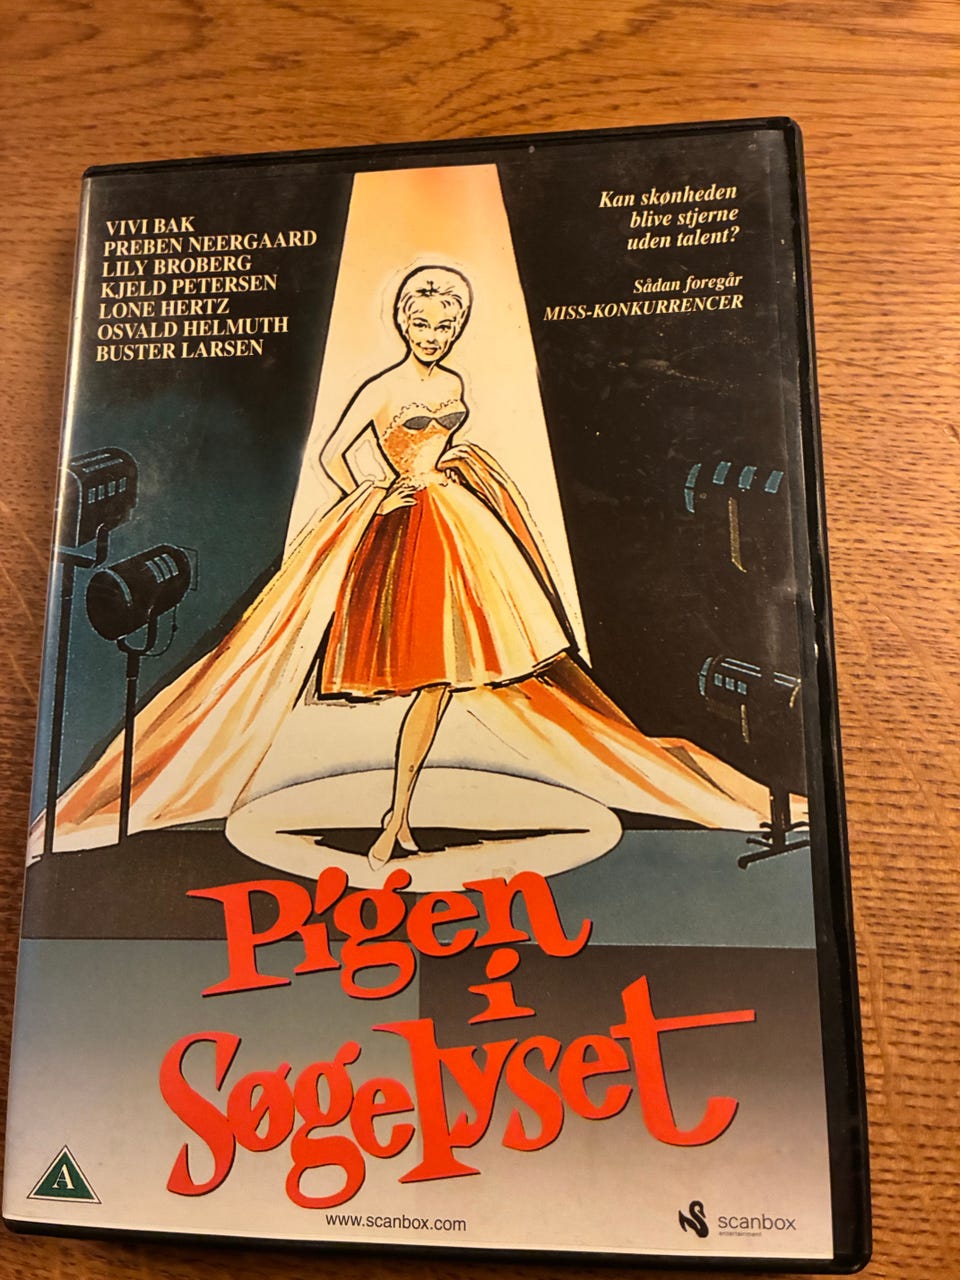 VIVI BAK
PREBEN NEERGAARD
LILY BROBERG
KJELD PETERSEN
LONE HERTZ
OSVALD HELMUTH
BUSTER LARSEN
Kan skønheden
blive stjerne
uden talent?
Sådan foregår
MISS-KONKURRENCER
Pigen
i
Søgelyset
A
www.scanbox.com
scanbox
entertainment